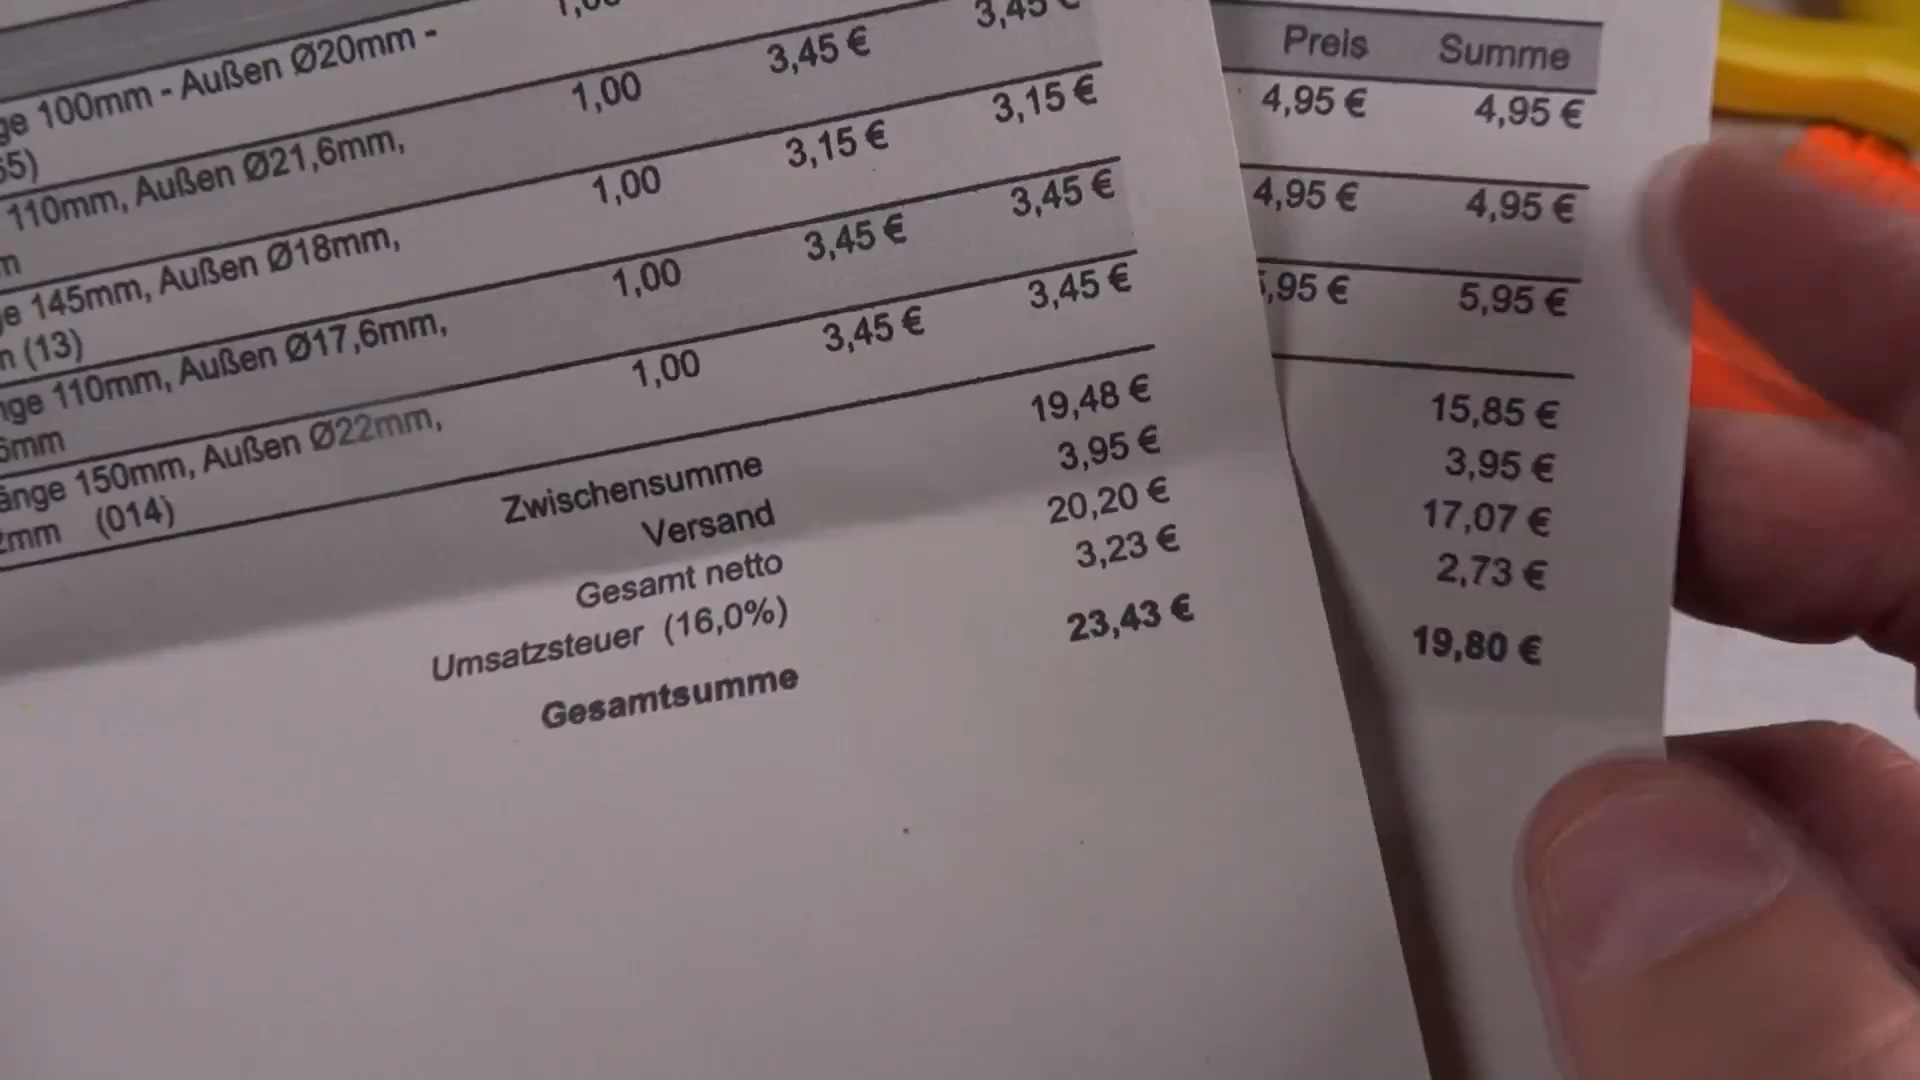 ge 100mm - Außen Ø20mm -
3,45 €
1,00 3,45 € 3,15 €
110mm, Außen Ø21,6mm,
1,00 3,15 € 3,45 €
145mm, Außen Ø18mm,
(13)
1,00 3,45 € 3,45 €
nge 110mm, Außen Ø17,6mm,
mm
1,00 3,45 €
änge 150mm, Außen Ø22mm,
mm (014)
Zwischensumme 19,48 €
Versand 3,95 €
Gesamt netto 20,20 €
Umsatzsteuer (16,0%) 3,23 €
Gesamtsumme 23,43 €
Preis Summe
4,95 € 4,95 €
4,95 € 4,95 €
,95 € 5,95 €
15,85 €
3,95 €
17,07 €
2,73 €
19,80 €